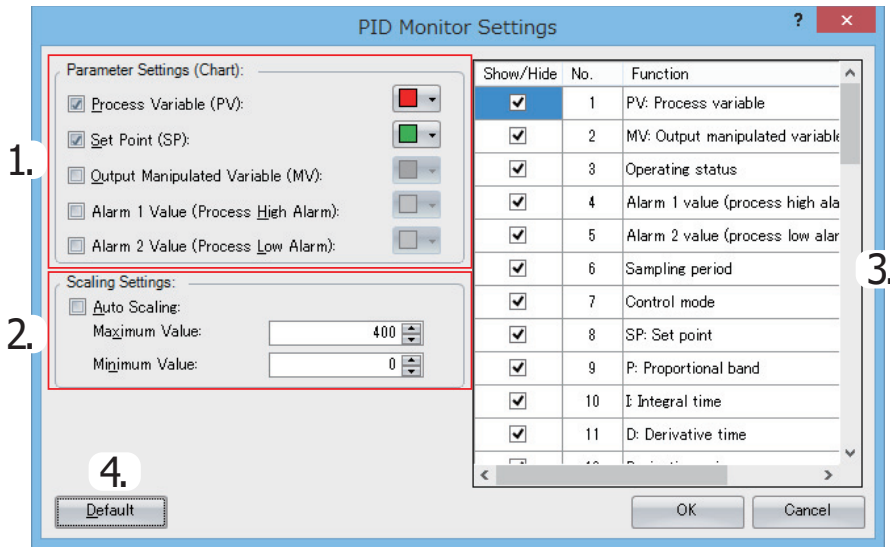 PID Monitor Settings ? ×
1.
Parameter Settings (Chart):
Process Variable (PV):
Set Point (SP):
Output Manipulated Variable (MV):
Alarm 1 Value (Process High Alarm):
Alarm 2 Value (Process Low Alarm):
2.
Scaling Settings:
Auto Scaling:
Maximum Value: 400
Minimum Value: 0
3.
Show/Hide No. Function
1 PV: Process variable
2 MV: Output manipulated variable
3 Operating status
4 Alarm 1 value (process high ala
5 Alarm 2 value (process low alar
6 Sampling period
7 Control mode
8 SP: Set point
9 P: Proportional band
10 I: Integral time
11 D: Derivative time
4.
Default
OK Cancel